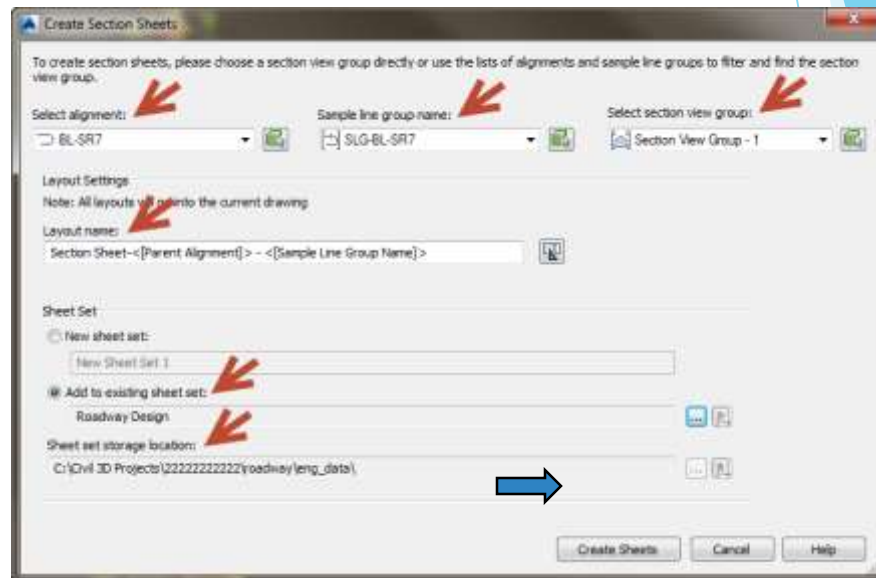 Create Section Sheets
To create section sheets, please choose a section view group directly or use the lists of alignments and sample line groups to filter and find the section
view group.
Select alignment: Sample line group name: Select section view group:
BL-SR7 SLG-BL-SR7 Section View Group - 1
Layout Settings
Note: All layouts into the current drawing
Layout name:
Section Sheet-<[Parent Alignment]> - <[Sample Line Group Name]>
Sheet Set
New sheet set:
New Sheet Set 1
Add to existing sheet set:
Roadway Design
...
Sheet set storage location:
C:\Civil 3D Projects\22222222222\roadway\eng_data\
...
Create Sheets Cancel Help